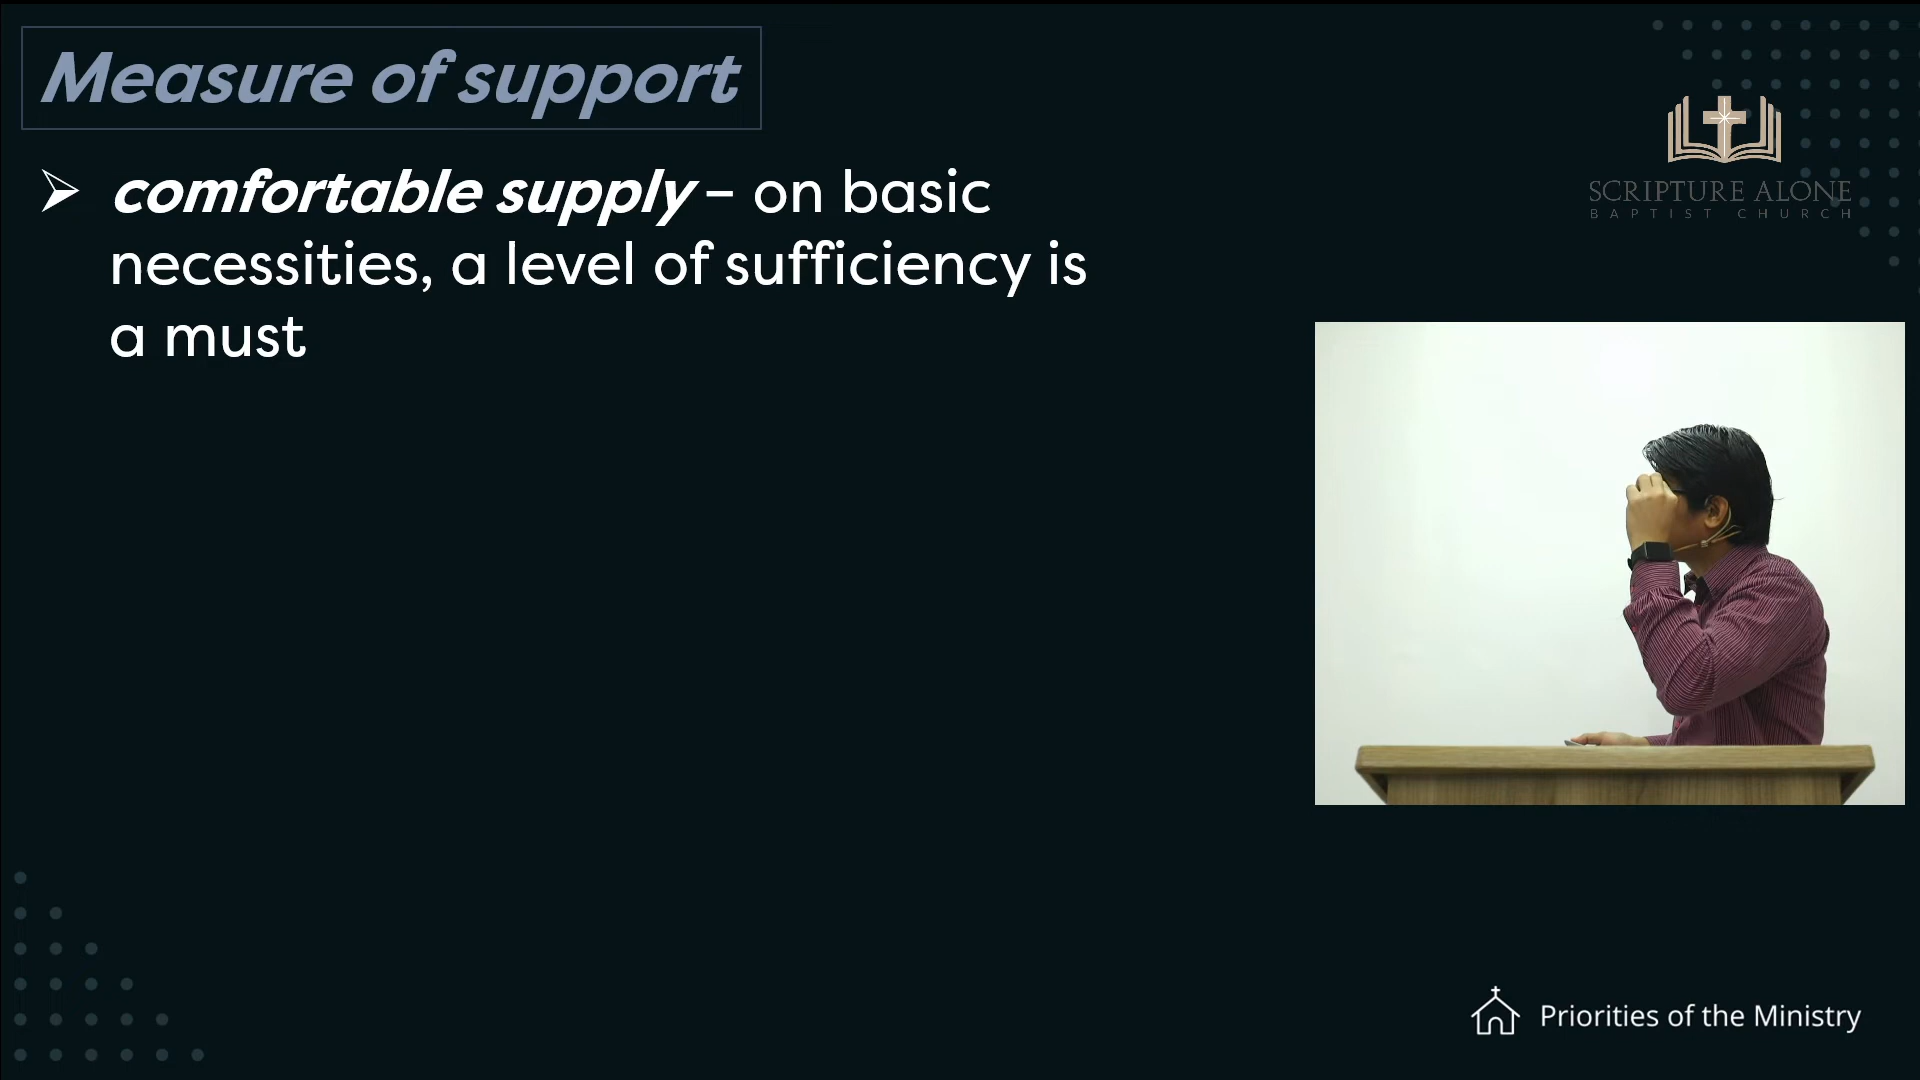 Measure of support
➢ comfortable supply – on basic
necessities, a level of sufficiency is
a must
SCRIPTURE ALONE
BAPTIST CHURCH
Priorities of the Ministry